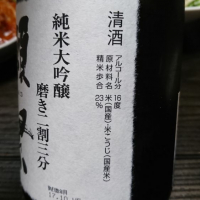 清酒
アルコール分 16度
原材料名 米(国産)・米こうじ(国産米)
精米歩合 23%
純米大吟醸
磨き二割三分